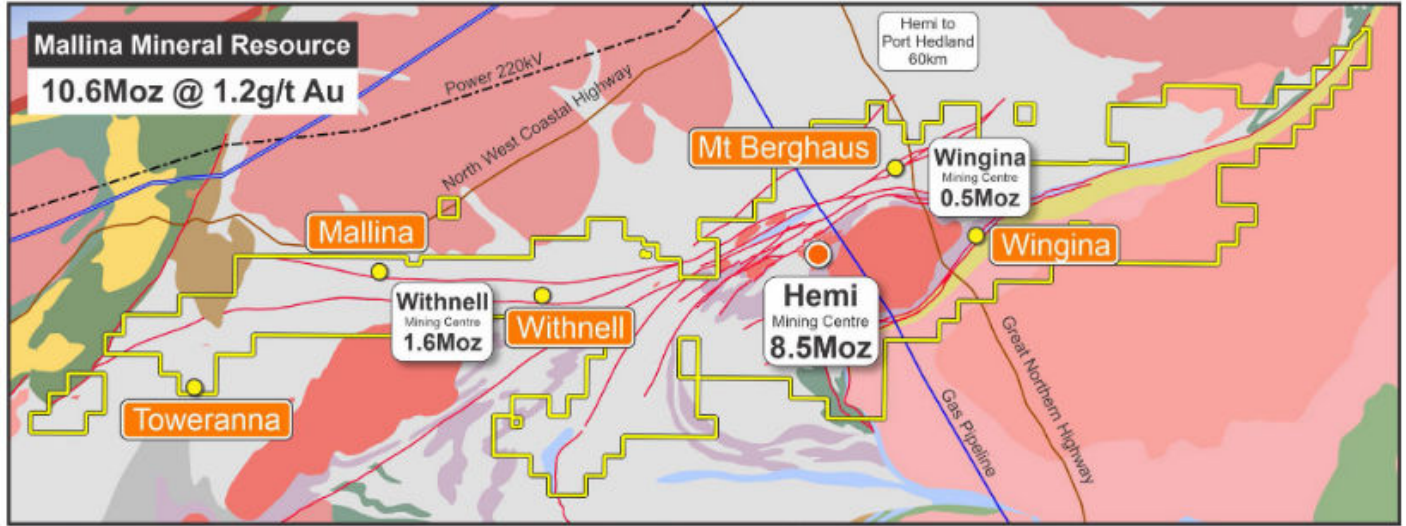 Mallina Mineral Resource
10.6Moz @ 1.2g/t Au
Power 220kV
North West Coastal Highway
Hemi to
Port Hedland
60km
Mt Berghaus
Wingina
Mining Centre
0.5Moz
Wingina
Mallina
Withnell
Mining Centre
1.6Moz
Withnell
Hemi
Mining Centre
8.5Moz
Toweranna
Gas Pipeline
Great Northern Highway